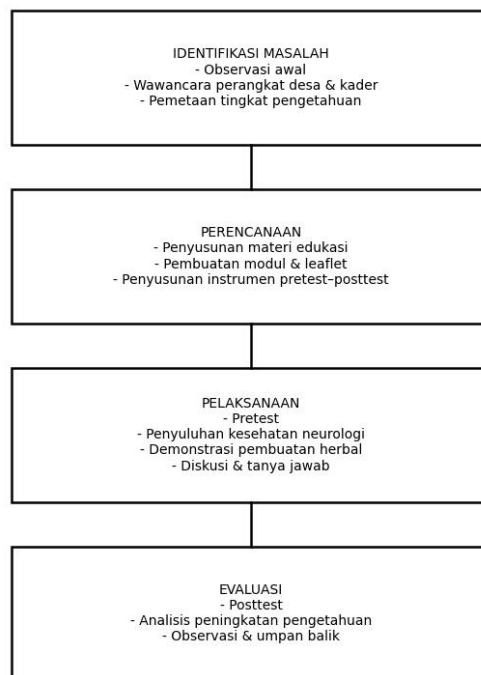 IDENTIFIKASI MASALAH
- Observasi awal
- Wawancara perangkat desa & kader
- Pemetaan tingkat pengetahuan
PERENCANAAN
- Penyusunan materi edukasi
- Pembuatan modul & leaflet
- Penyusunan instrumen pretest–posttest
PELAKSANAAN
- Pretest
- Penyuluhan kesehatan neurologi
- Demonstrasi pembuatan herbal
- Diskusi & tanya jawab
EVALUASI
- Posttest
- Analisis peningkatan pengetahuan
- Observasi & umpan balik